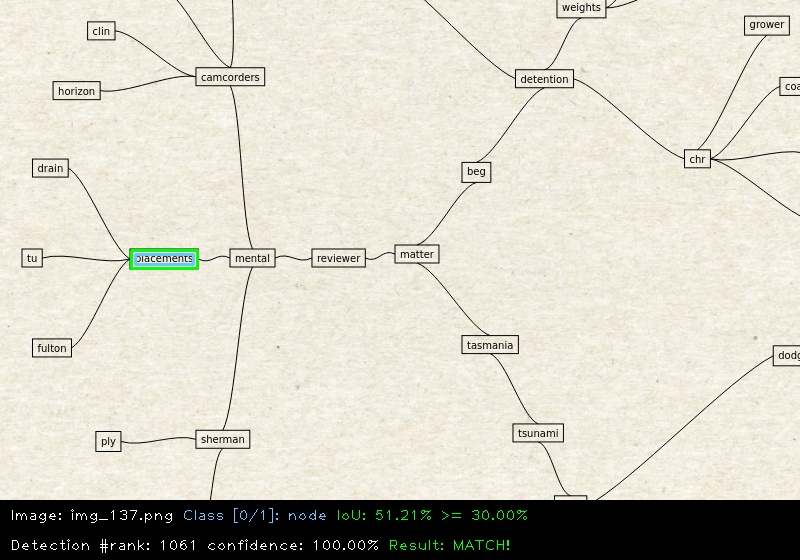 weights
grower
clin
camcorders
detention
horizon
chr
drain
beg
tu
placements
mental
reviewer
matter
fulton
tasmania
ply
sherman
tsunami
Image: img_137.png Class [0/1]: node IoU: 51.21% >= 30.00%
Detection #rank: 1061 confidence: 100.00% Result: MATCH!